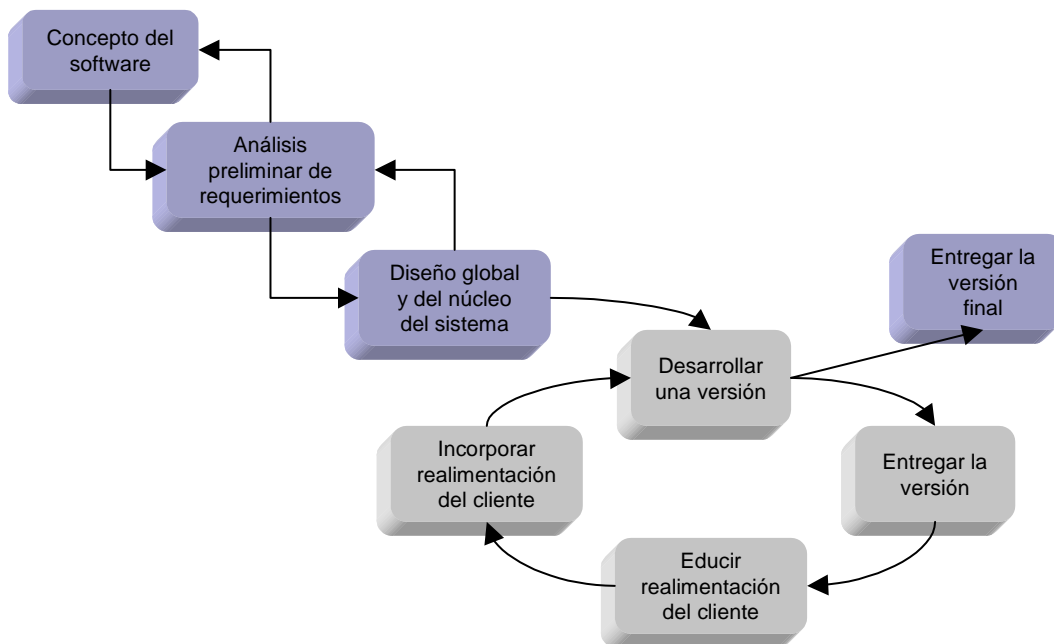 Concepto del
software
Análisis
preliminar de
requerimientos
Diseño global
y del núcleo
del sistema
Entregar la
versión
final
Desarrollar
una versión
Entregar la
versión
Educir
realimentación
del cliente
Incorporar
realimentación
del cliente